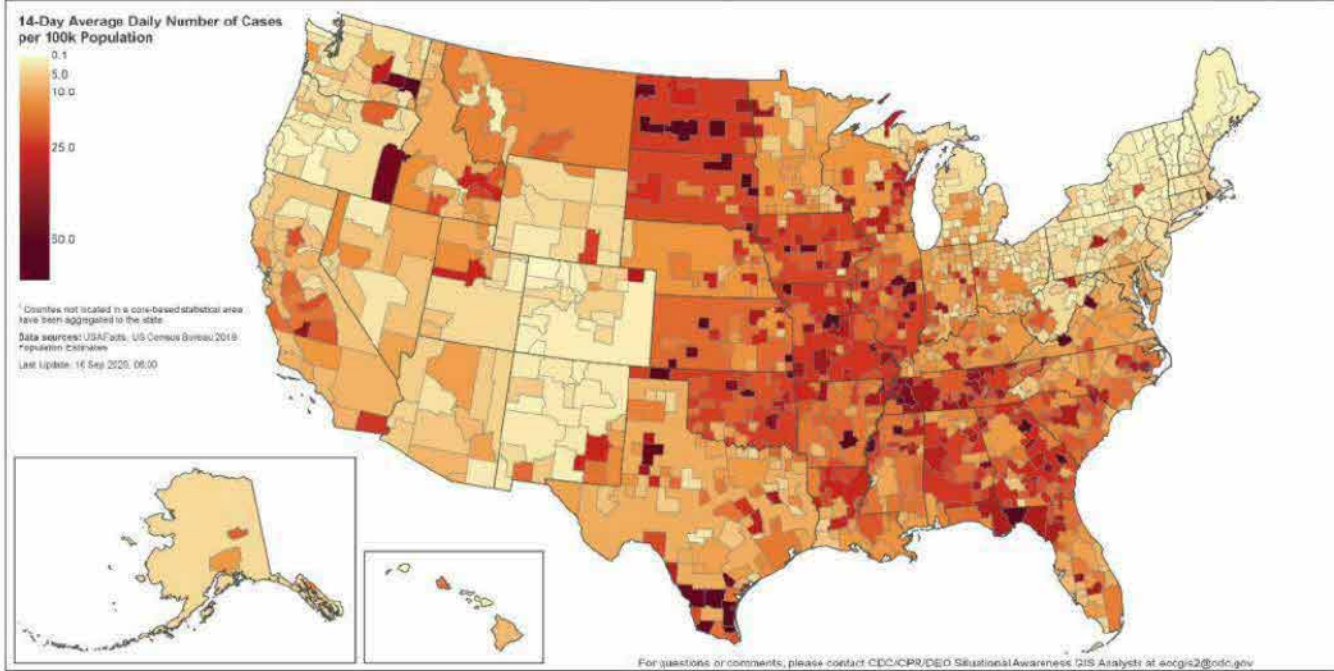 14-Day Average Daily Number of Cases
per 100k Population
0.1
5.0
10.0
25.0
50.0
¹ Counties not located in a core-based statistical area
have been aggregated to the state.
Data sources: USAFacts, US Census Bureau 2019
Population Estimates
Last Update: 16 Sep 2020, 06:00
For questions or comments, please contact CDC/CPR/DEO Situational Awareness GIS Analysts at eocgis2@cdc.gov